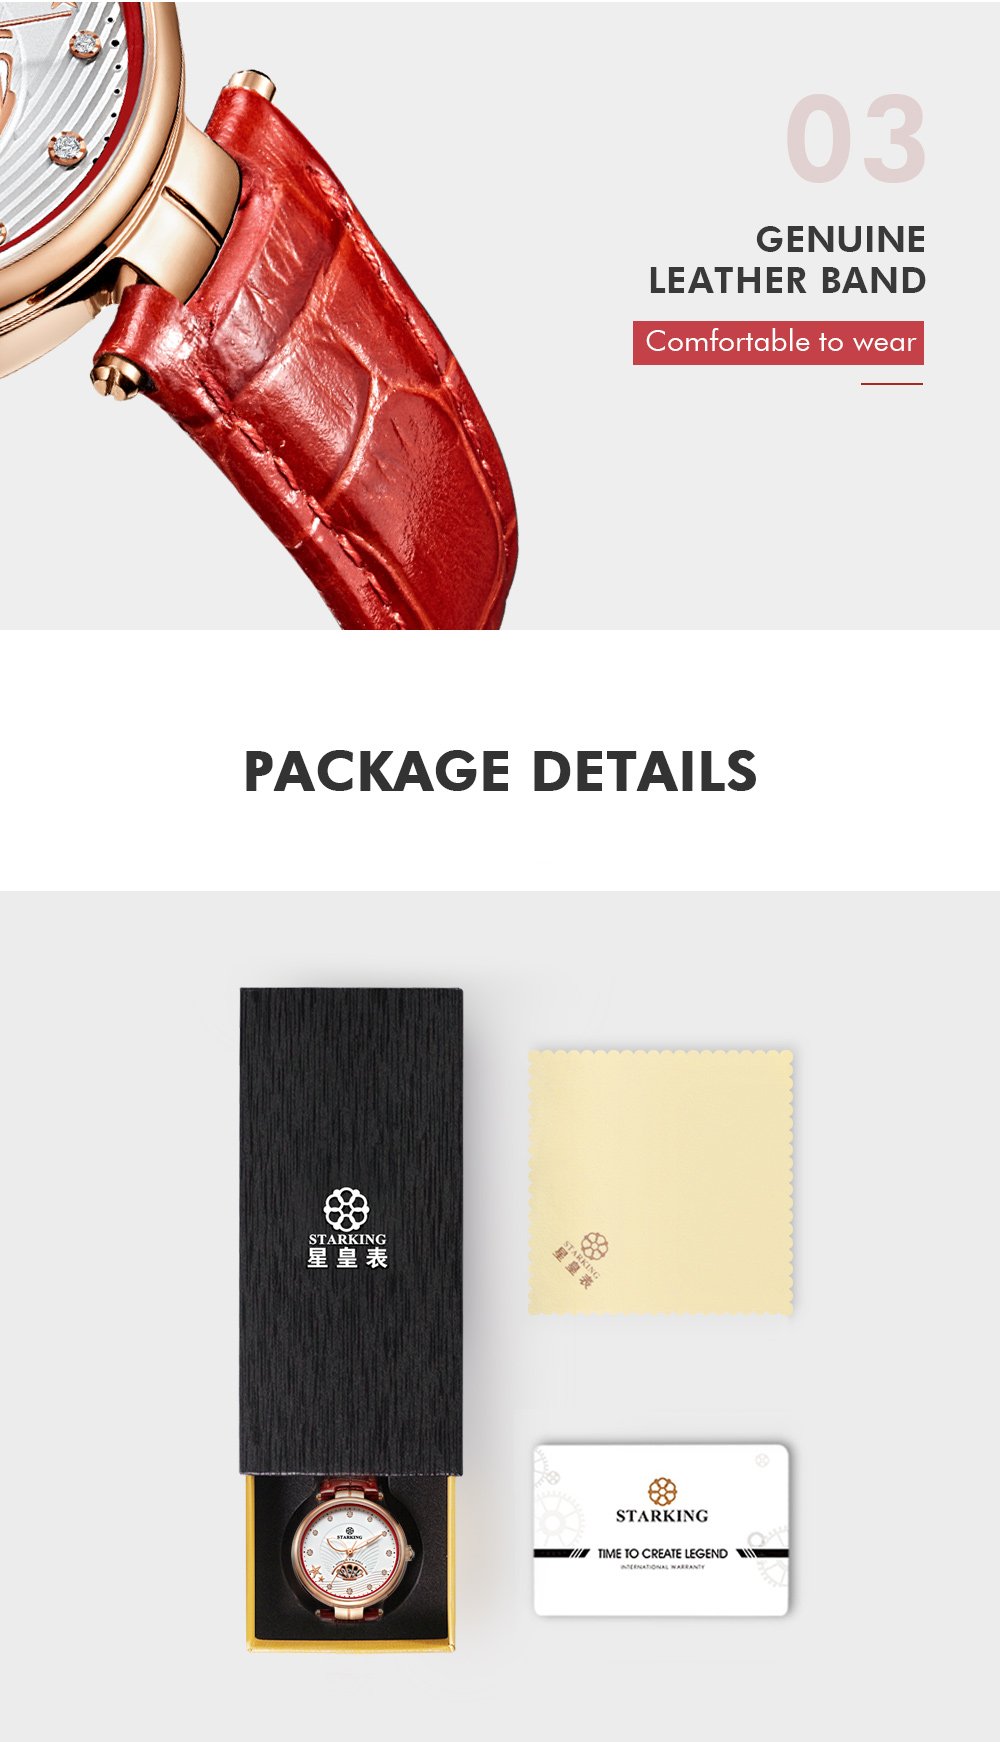 03
GENUINE
LEATHER BAND
Comfortable to wear
PACKAGE DETAILS
STARKING
星皇表
STARKING
星皇表
STARKING
STARKING
TIME TO CREATE LEGEND
INTERNATIONAL WARRANTY